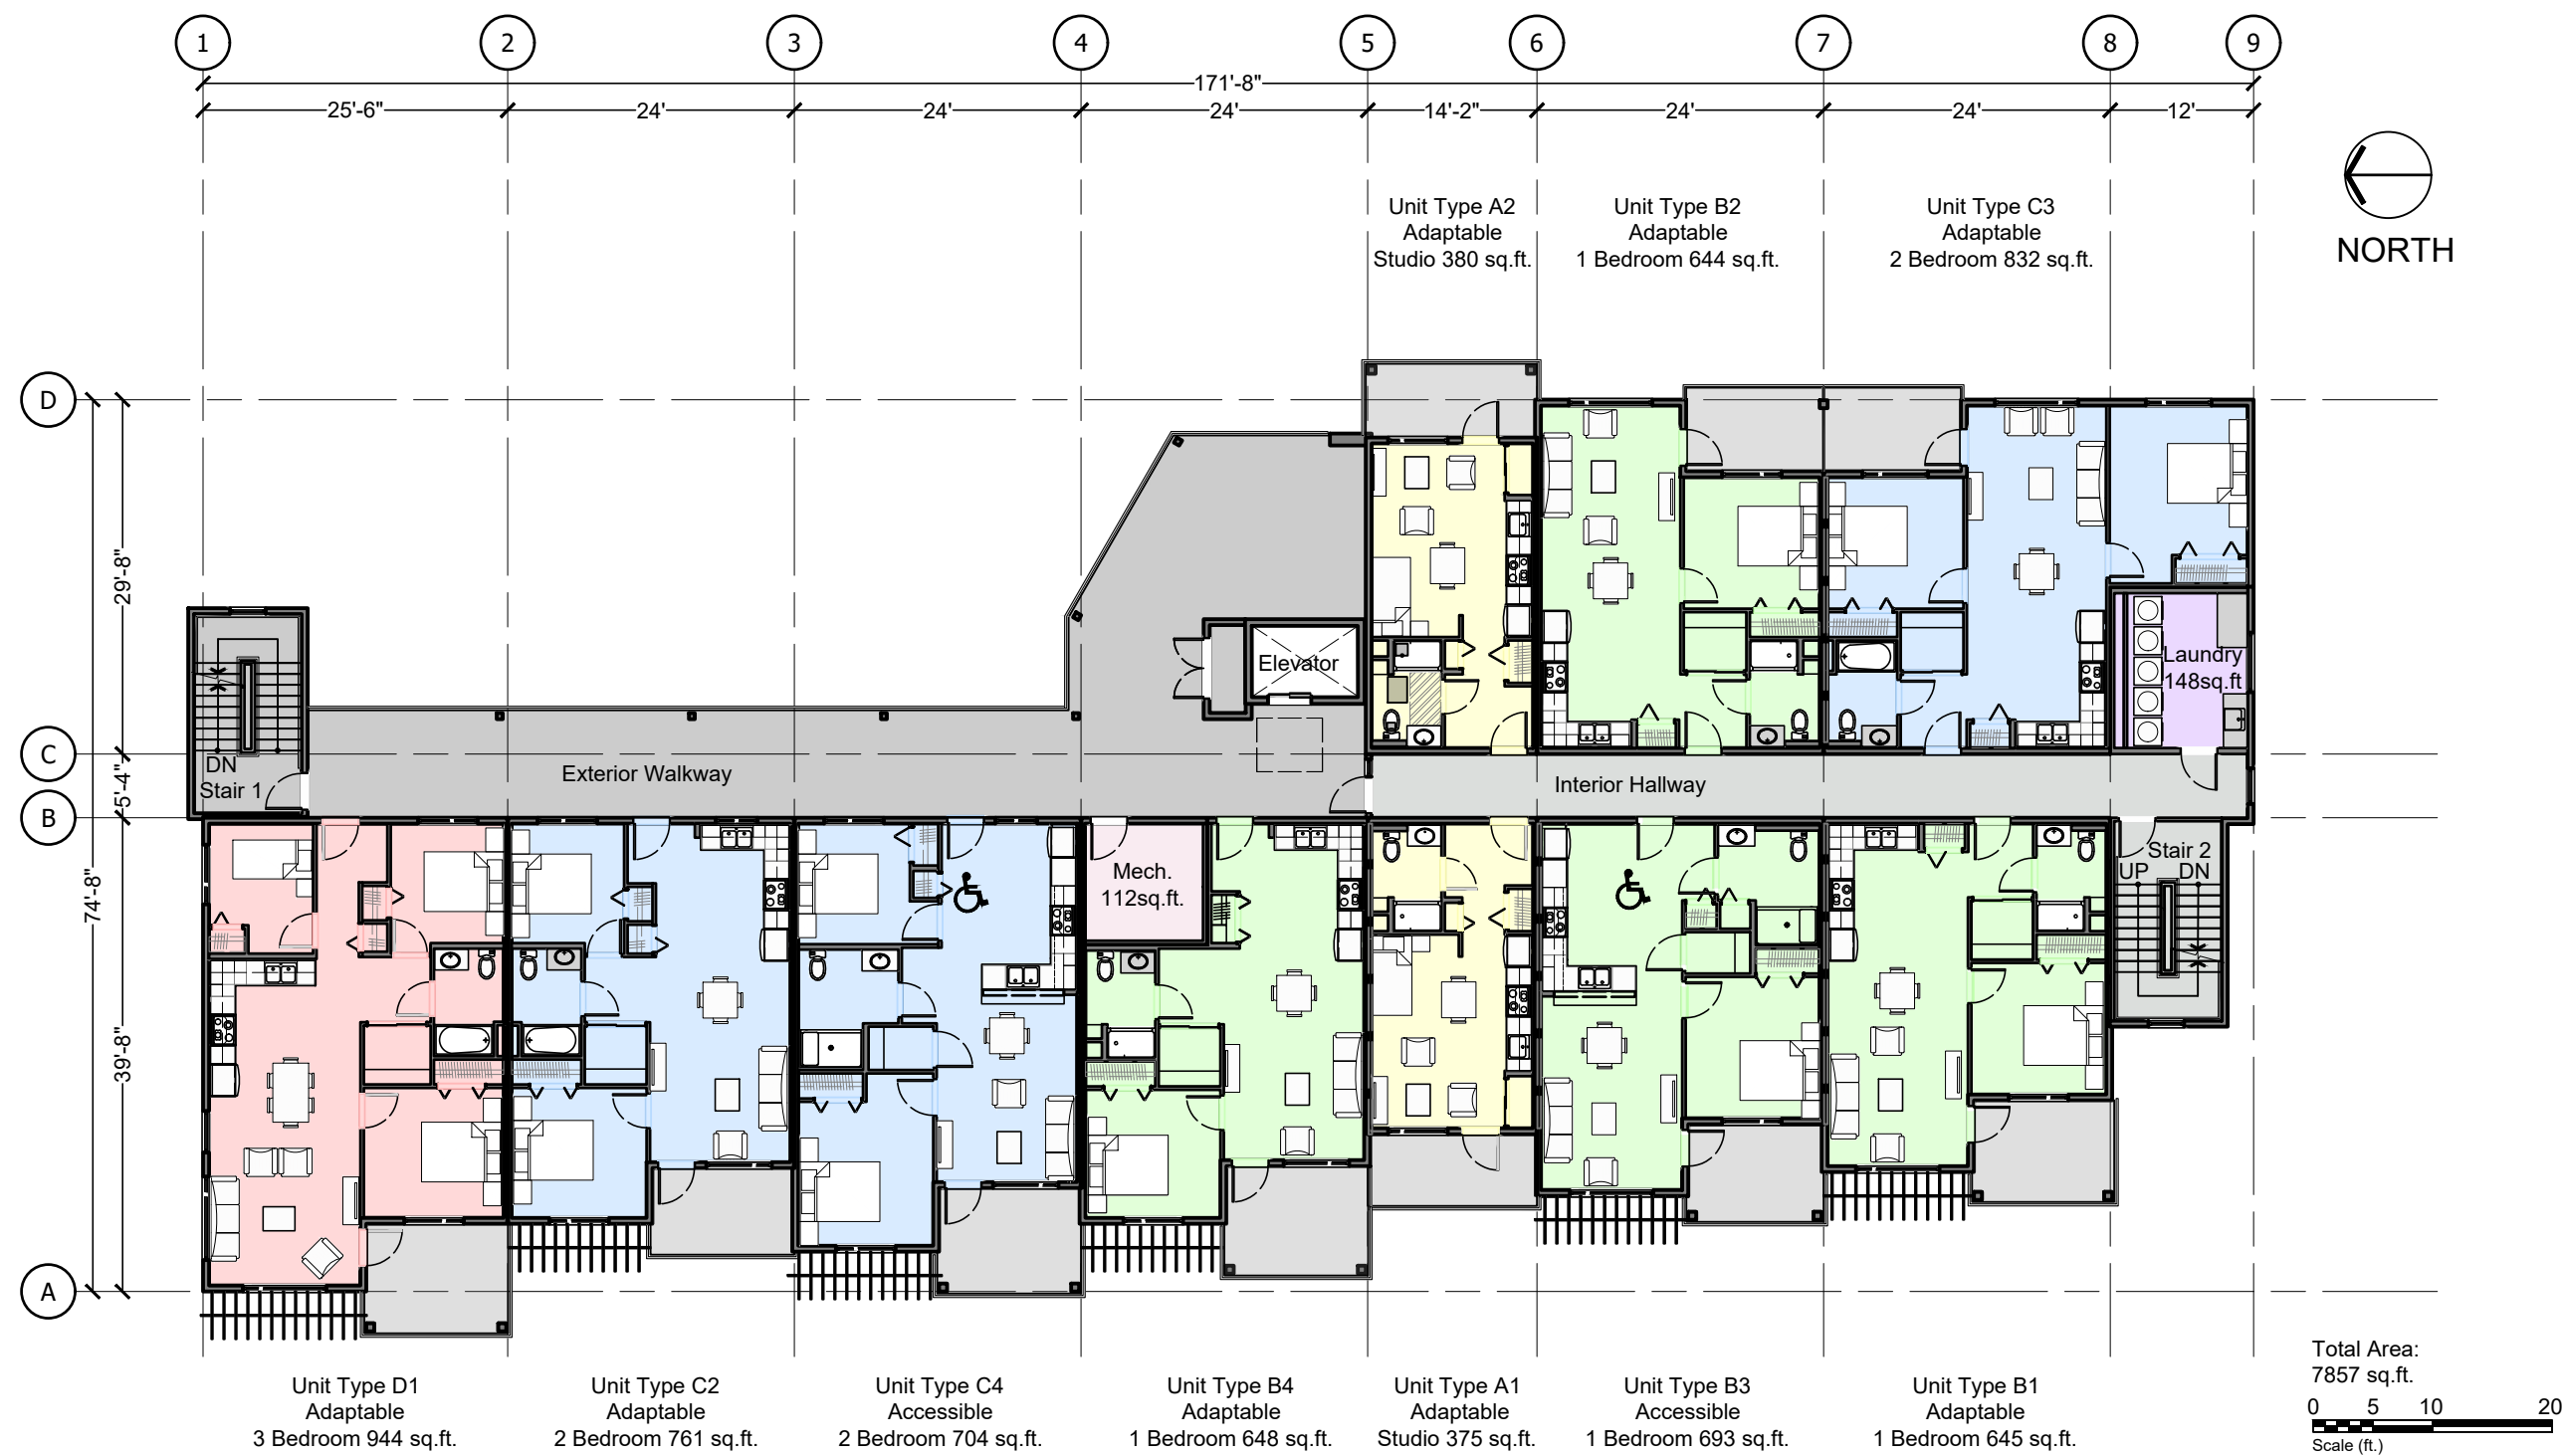 1 2 3 4 5 6 7 8 9
171'-8"
25'-6" 24' 24' 24' 14'-2" 24' 24' 12'
NORTH
Unit Type A2
Adaptable
Studio 380 sq.ft.
Unit Type B2
Adaptable
1 Bedroom 644 sq.ft.
Unit Type C3
Adaptable
2 Bedroom 832 sq.ft.
D
C
B
A
29'-8"
5'-4"
74'-8"
39'-8"
Elevator
Laundry
148sq.ft
DN
Stair 1
Exterior Walkway
Interior Hallway
Mech.
112sq.ft.
Stair 2
UP DN
Unit Type D1
Adaptable
3 Bedroom 944 sq.ft.
Unit Type C2
Adaptable
2 Bedroom 761 sq.ft.
Unit Type C4
Accessible
2 Bedroom 704 sq.ft.
Unit Type B4
Adaptable
1 Bedroom 648 sq.ft.
Unit Type A1
Adaptable
Studio 375 sq.ft.
Unit Type B3
Accessible
1 Bedroom 693 sq.ft.
Unit Type B1
Adaptable
1 Bedroom 645 sq.ft.
Total Area:
7857 sq.ft.
0 5 10 20
Scale (ft.)